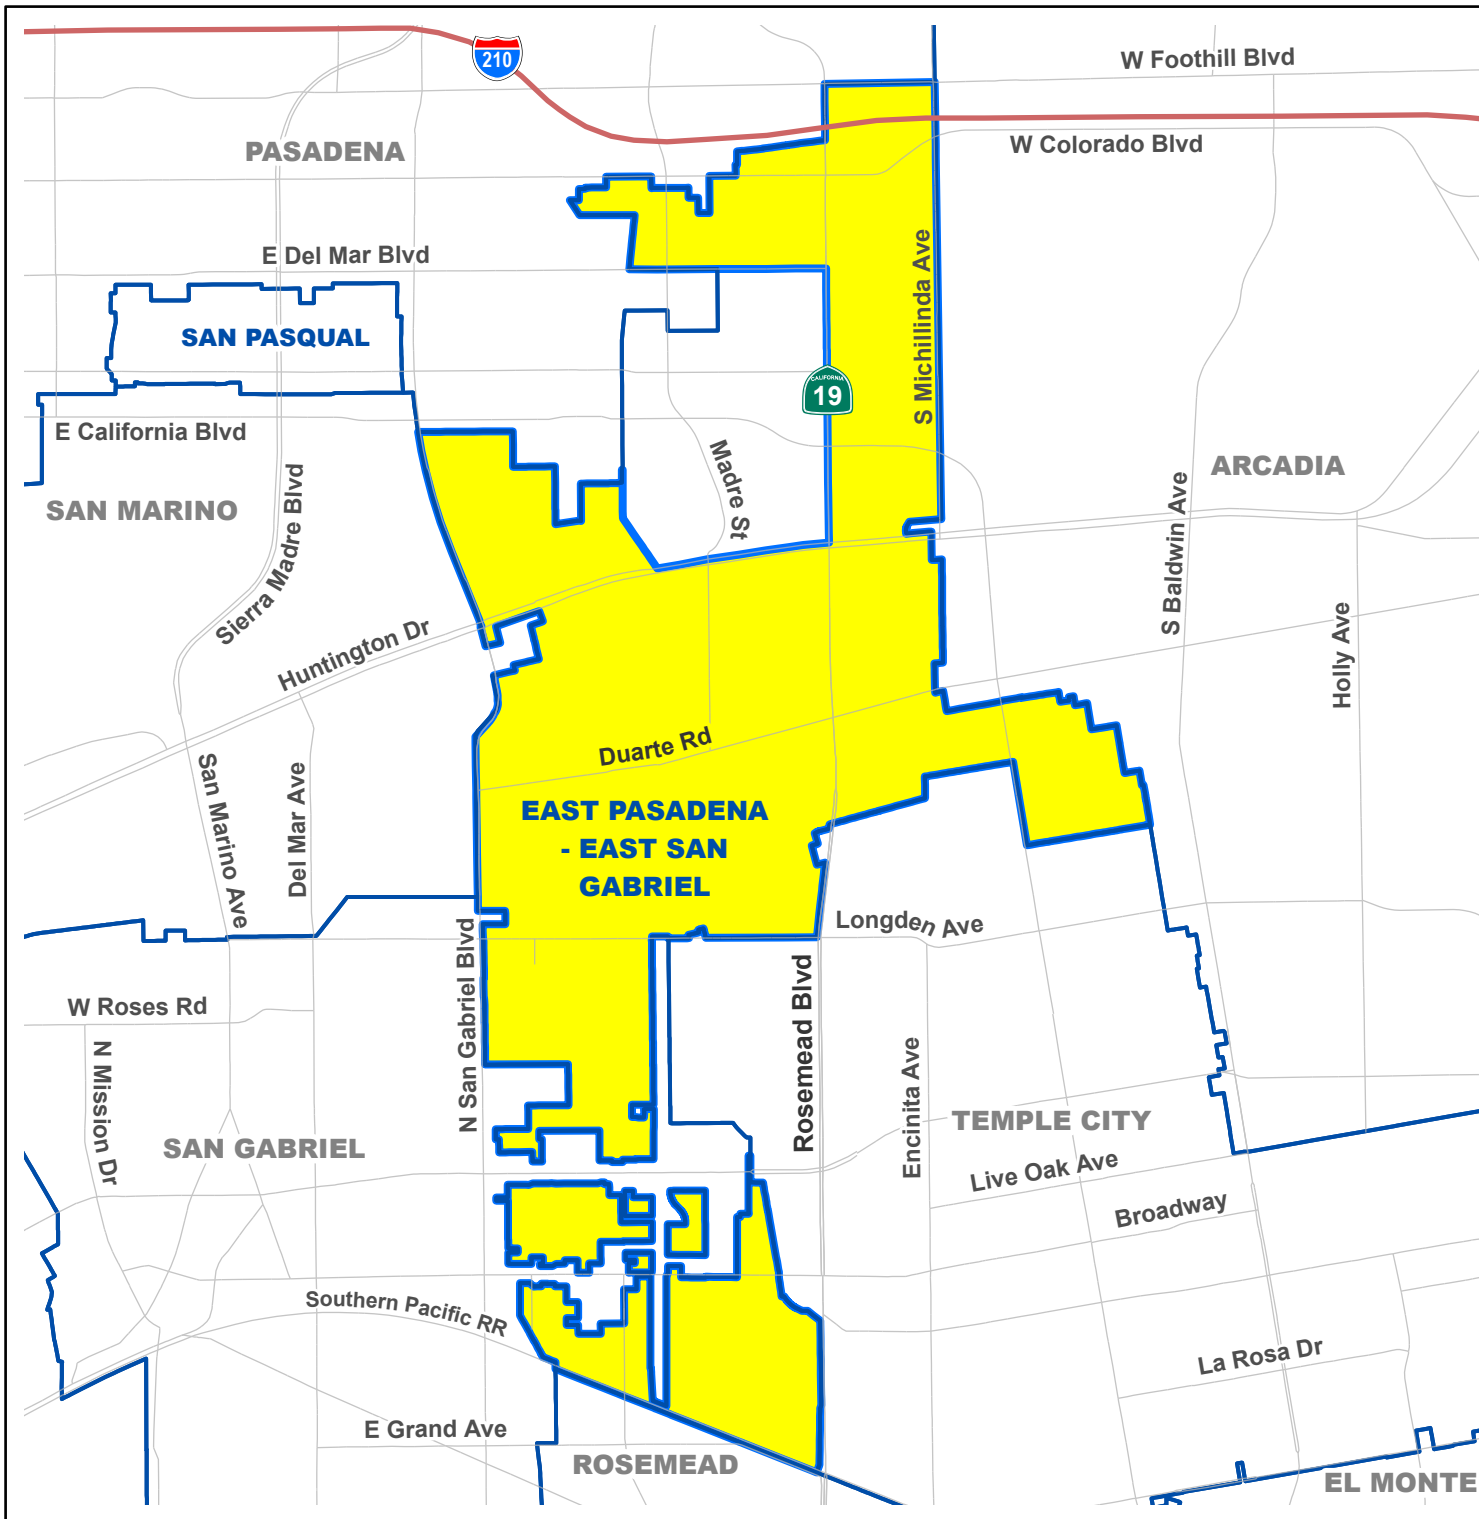 210
W Foothill Blvd
W Colorado Blvd
PASADENA
E Del Mar Blvd
S Michillinda Ave
SAN PASQUAL
CALIFORNIA
19
E California Blvd
Madre St
ARCADIA
SAN MARINO
Sierra Madre Blvd
S Baldwin Ave
Huntington Dr
Holly Ave
Duarte Rd
San Marino Ave
Del Mar Ave
EAST PASADENA
- EAST SAN
GABRIEL
Longden Ave
N San Gabriel Blvd
Rosemead Blvd
W Roses Rd
N Mission Dr
Encinita Ave
TEMPLE CITY
SAN GABRIEL
Live Oak Ave
Broadway
Southern Pacific RR
La Rosa Dr
E Grand Ave
ROSEMEAD
EL MONTE